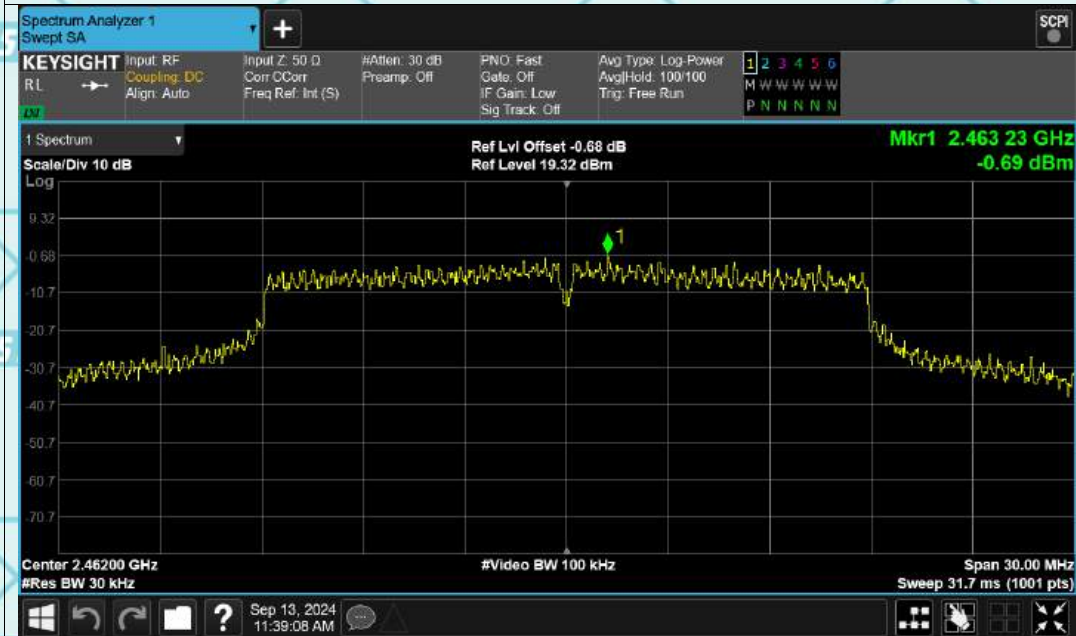 Spectrum Analyzer 1
Swept SA
+
SCPI
KEYSIGHT
RL
LXI
Input: RF
Coupling: DC
Align: Auto
Input Z: 50 Ω
Corr CCorr
Freq Ref: Int (S)
#Atten: 30 dB
Preamp: Off
PNO: Fast
Gate: Off
IF Gain: Low
Sig Track: Off
Avg Type: Log-Power
Avg|Hold: 100/100
Trig: Free Run
1 2 3 4 5 6
M W W W W W
P N N N N N
1 Spectrum
Scale/Div 10 dB
Log
Ref Lvl Offset -0.68 dB
Ref Level 19.32 dBm
Mkr1 2.463 23 GHz
-0.69 dBm
1
9.32
-0.68
-10.7
-20.7
-30.7
-40.7
-50.7
-60.7
-70.7
Center 2.46200 GHz
#Res BW 30 kHz
#Video BW 100 kHz
Span 30.00 MHz
Sweep 31.7 ms (1001 pts)
?
Sep 13, 2024
11:39:08 AM